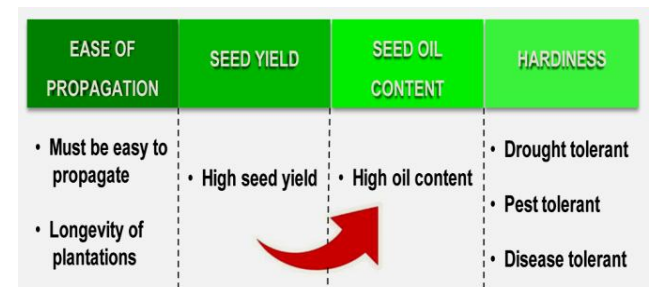 EASE OF
PROPAGATION
SEED YIELD
SEED OIL
CONTENT
HARDINESS
• Must be easy to
propagate
• Longevity of
plantations
• High seed yield
• High oil content
• Drought tolerant
• Pest tolerant
• Disease tolerant